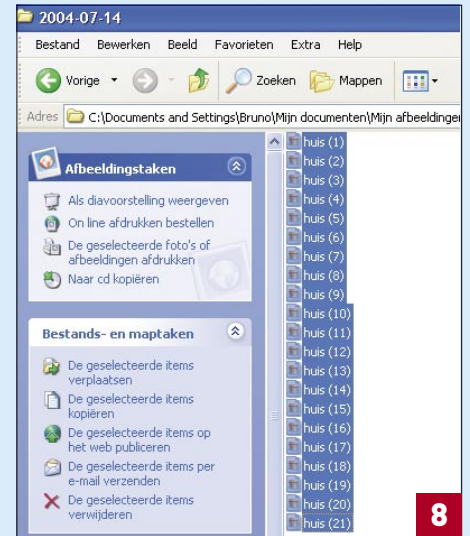 2004-07-14
Bestand Bewerken Beeld Favorieten Extra Help
Vorige Zoeken Mappen
Adres C:\Documents and Settings\Bruno\Mijn documenten\Mijn afbeeldinge
Afbeeldingstaken
Als diavoorstelling weergeven
On line afdrukken bestellen
De geselecteerde foto's of
afbeeldingen afdrukken
Naar cd kopiëren
Bestands- en maptaken
De geselecteerde items
verplaatsen
De geselecteerde items
kopiëren
De geselecteerde items op
het web publiceren
De geselecteerde items per
e-mail verzenden
De geselecteerde items
verwijderen
huis (1)
huis (2)
huis (3)
huis (4)
huis (5)
huis (6)
huis (7)
huis (8)
huis (9)
huis (10)
huis (11)
huis (12)
huis (13)
huis (14)
huis (15)
huis (16)
huis (17)
huis (18)
huis (19)
huis (20)
huis (21)
8